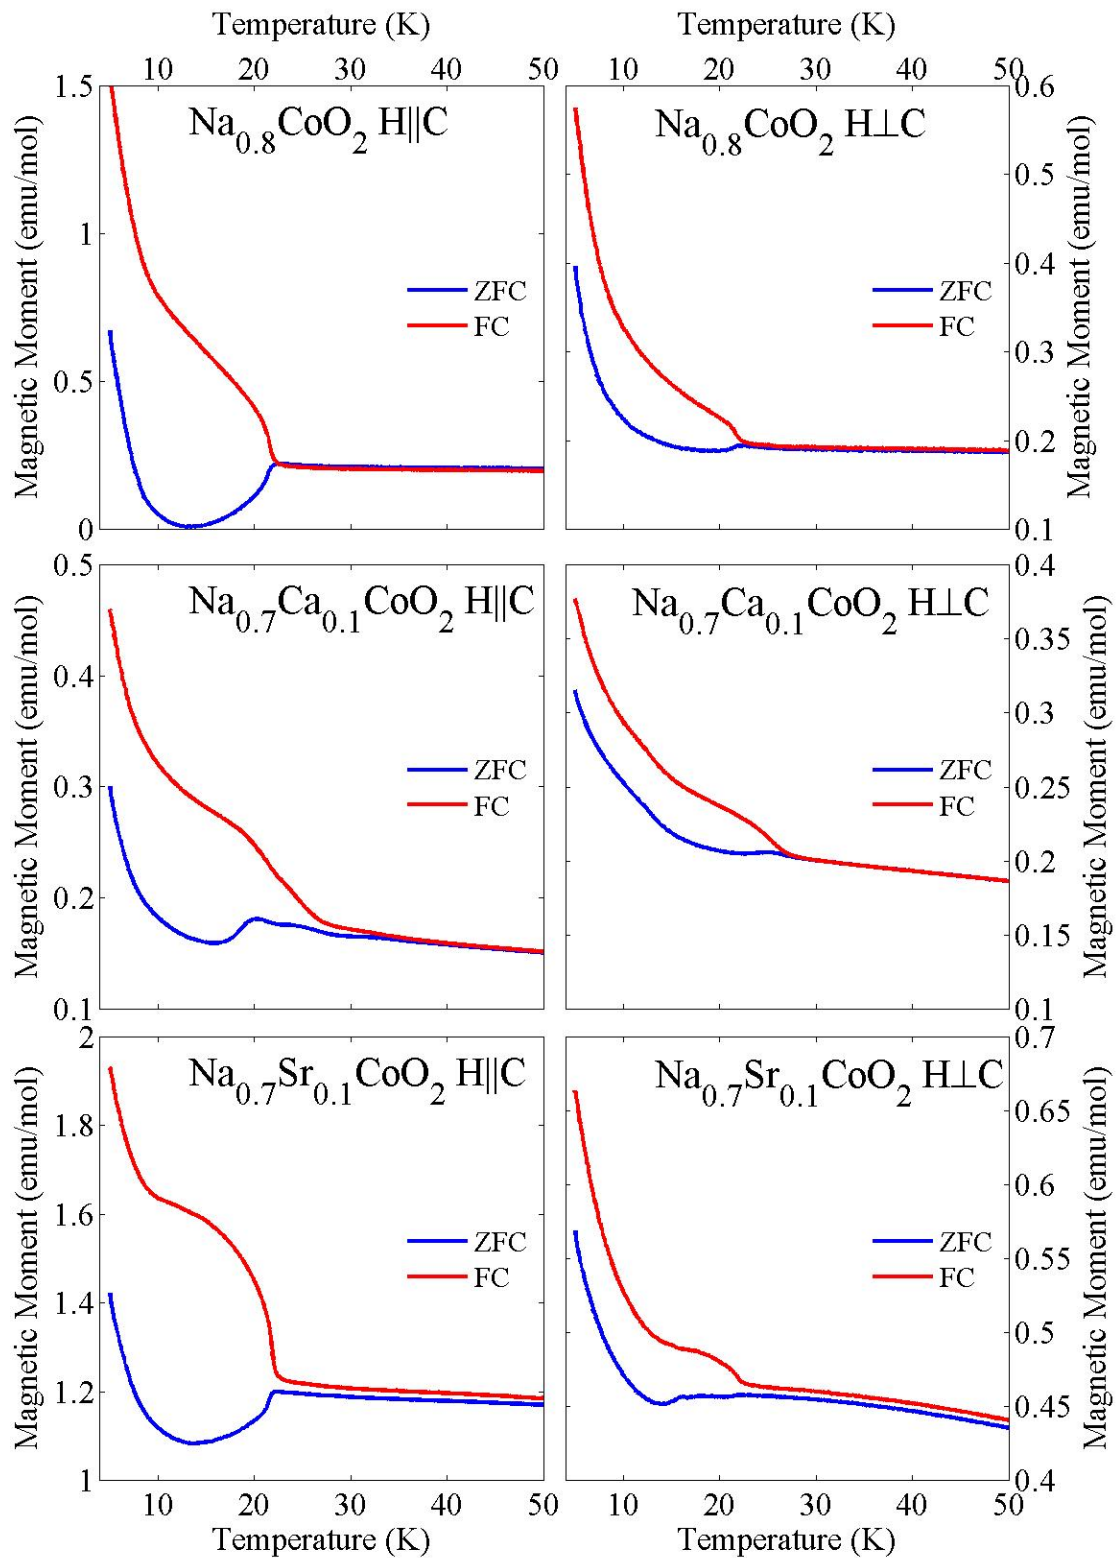 Temperature (K)
Temperature (K)
10 20 30 40 50
10 20 30 40 50
Magnetic Moment (emu/mol)
1.5
1
0.5
0
Na0.8CoO2 H||C
ZFC
FC
Na0.8CoO2 H⊥C
ZFC
FC
0.6
0.5
0.4
0.3
0.2
0.1
Magnetic Moment (emu/mol)
Magnetic Moment (emu/mol)
0.5
0.4
0.3
0.2
0.1
Na0.7Ca0.1CoO2 H||C
ZFC
FC
Na0.7Ca0.1CoO2 H⊥C
ZFC
FC
0.4
0.35
0.3
0.25
0.2
0.15
0.1
Magnetic Moment (emu/mol)
Magnetic Moment (emu/mol)
2
1.8
1.6
1.4
1.2
1
Na0.7Sr0.1CoO2 H||C
ZFC
FC
Na0.7Sr0.1CoO2 H⊥C
ZFC
FC
0.7
0.65
0.6
0.55
0.5
0.45
0.4
Magnetic Moment (emu/mol)
10 20 30 40 50
10 20 30 40 50
Temperature (K)
Temperature (K)